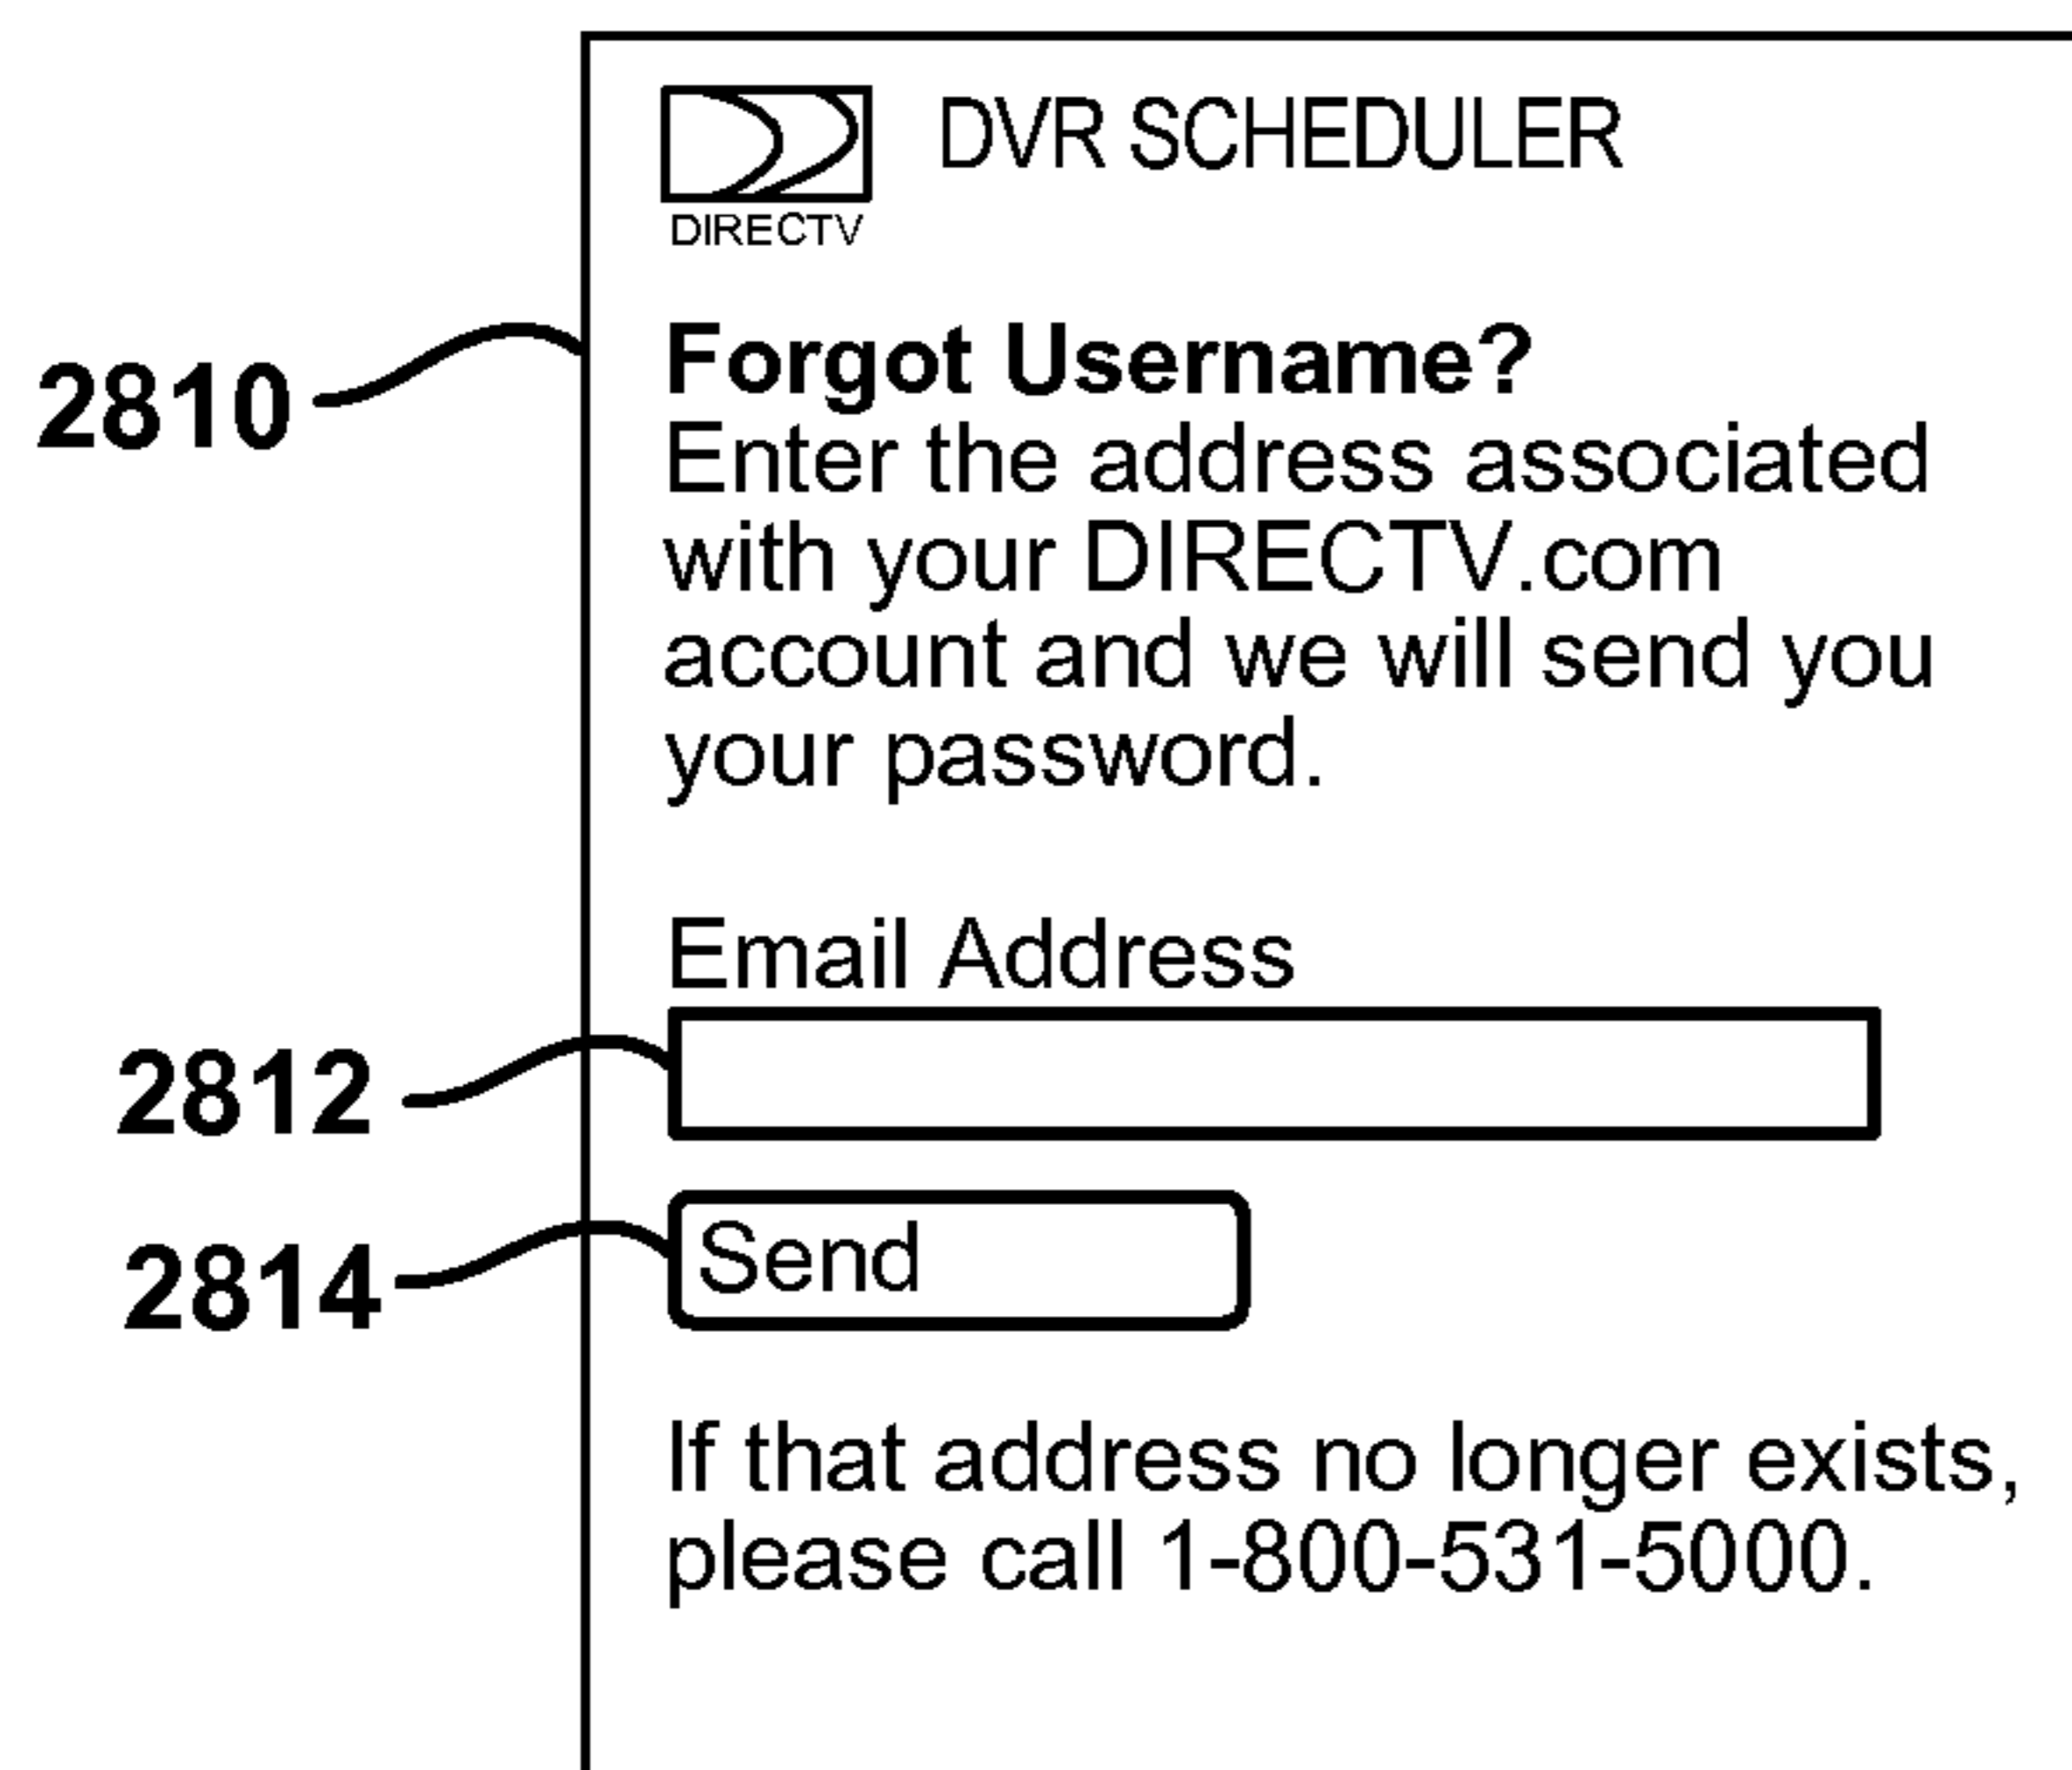 DVR SCHEDULER
DIRECTV
2810
Forgot Username?
Enter the address associated
with your DIRECTV.com
account and we will send you
your password.
Email Address
2812
2814
Send
If that address no longer exists,
please call 1-800-531-5000.